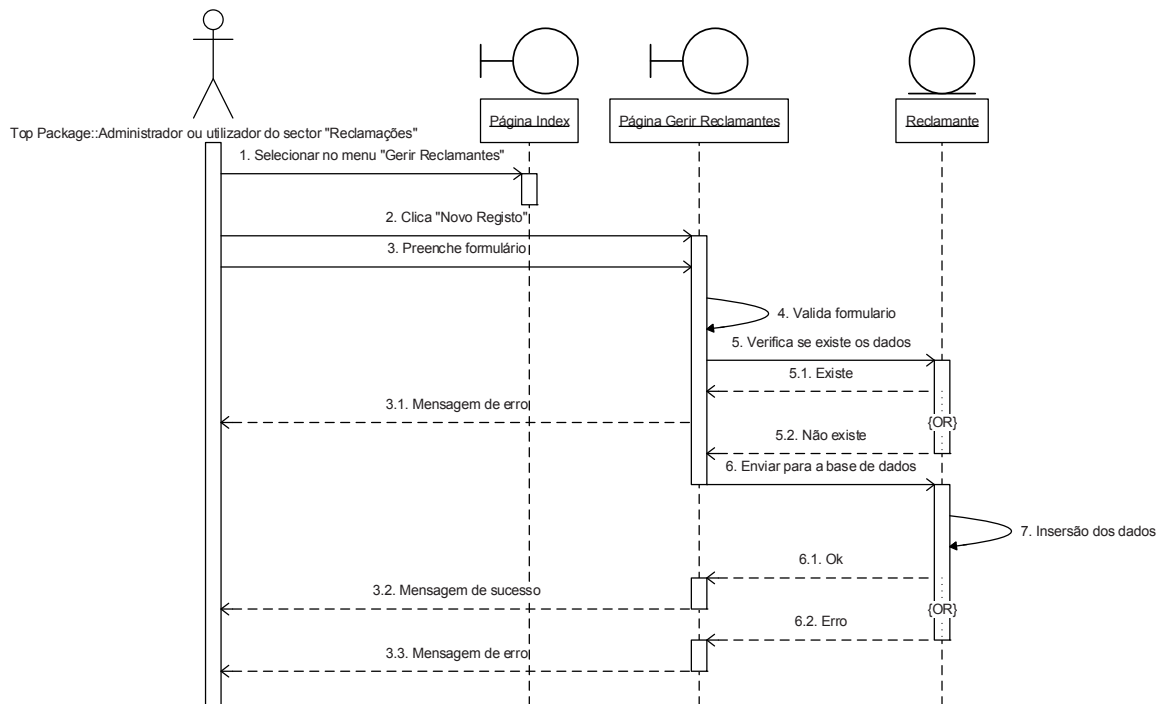 Página Index
Página Gerir Reclamantes
Reclamante
Top Package::Administrador ou utilizador do sector "Reclamações"
1. Selecionar no menu "Gerir Reclamantes"
2. Clica "Novo Registo"
3. Preenche formulário
4. Valida formulario
5. Verifica se existe os dados
5.1. Existe
3.1. Mensagem de erro
{OR}
5.2. Não existe
6. Enviar para a base de dados
7. Insersão dos dados
6.1. Ok
3.2. Mensagem de sucesso
{OR}
6.2. Erro
3.3. Mensagem de erro